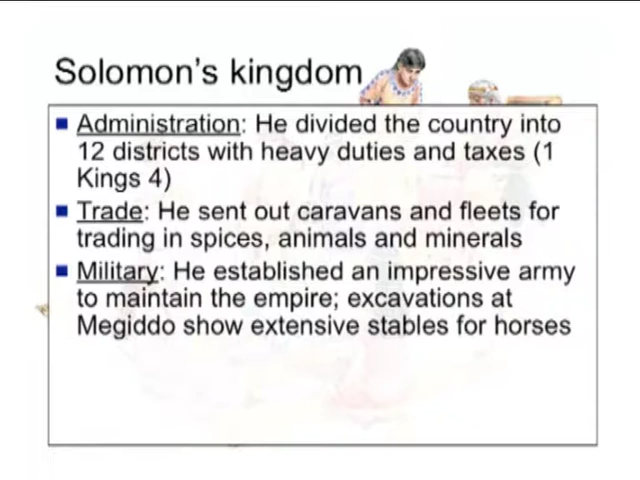 Solomon's kingdom
Administration: He divided the country into
12 districts with heavy duties and taxes (1
Kings 4)
Trade: He sent out caravans and fleets for
trading in spices, animals and minerals
Military: He established an impressive army
to maintain the empire; excavations at
Megiddo show extensive stables for horses